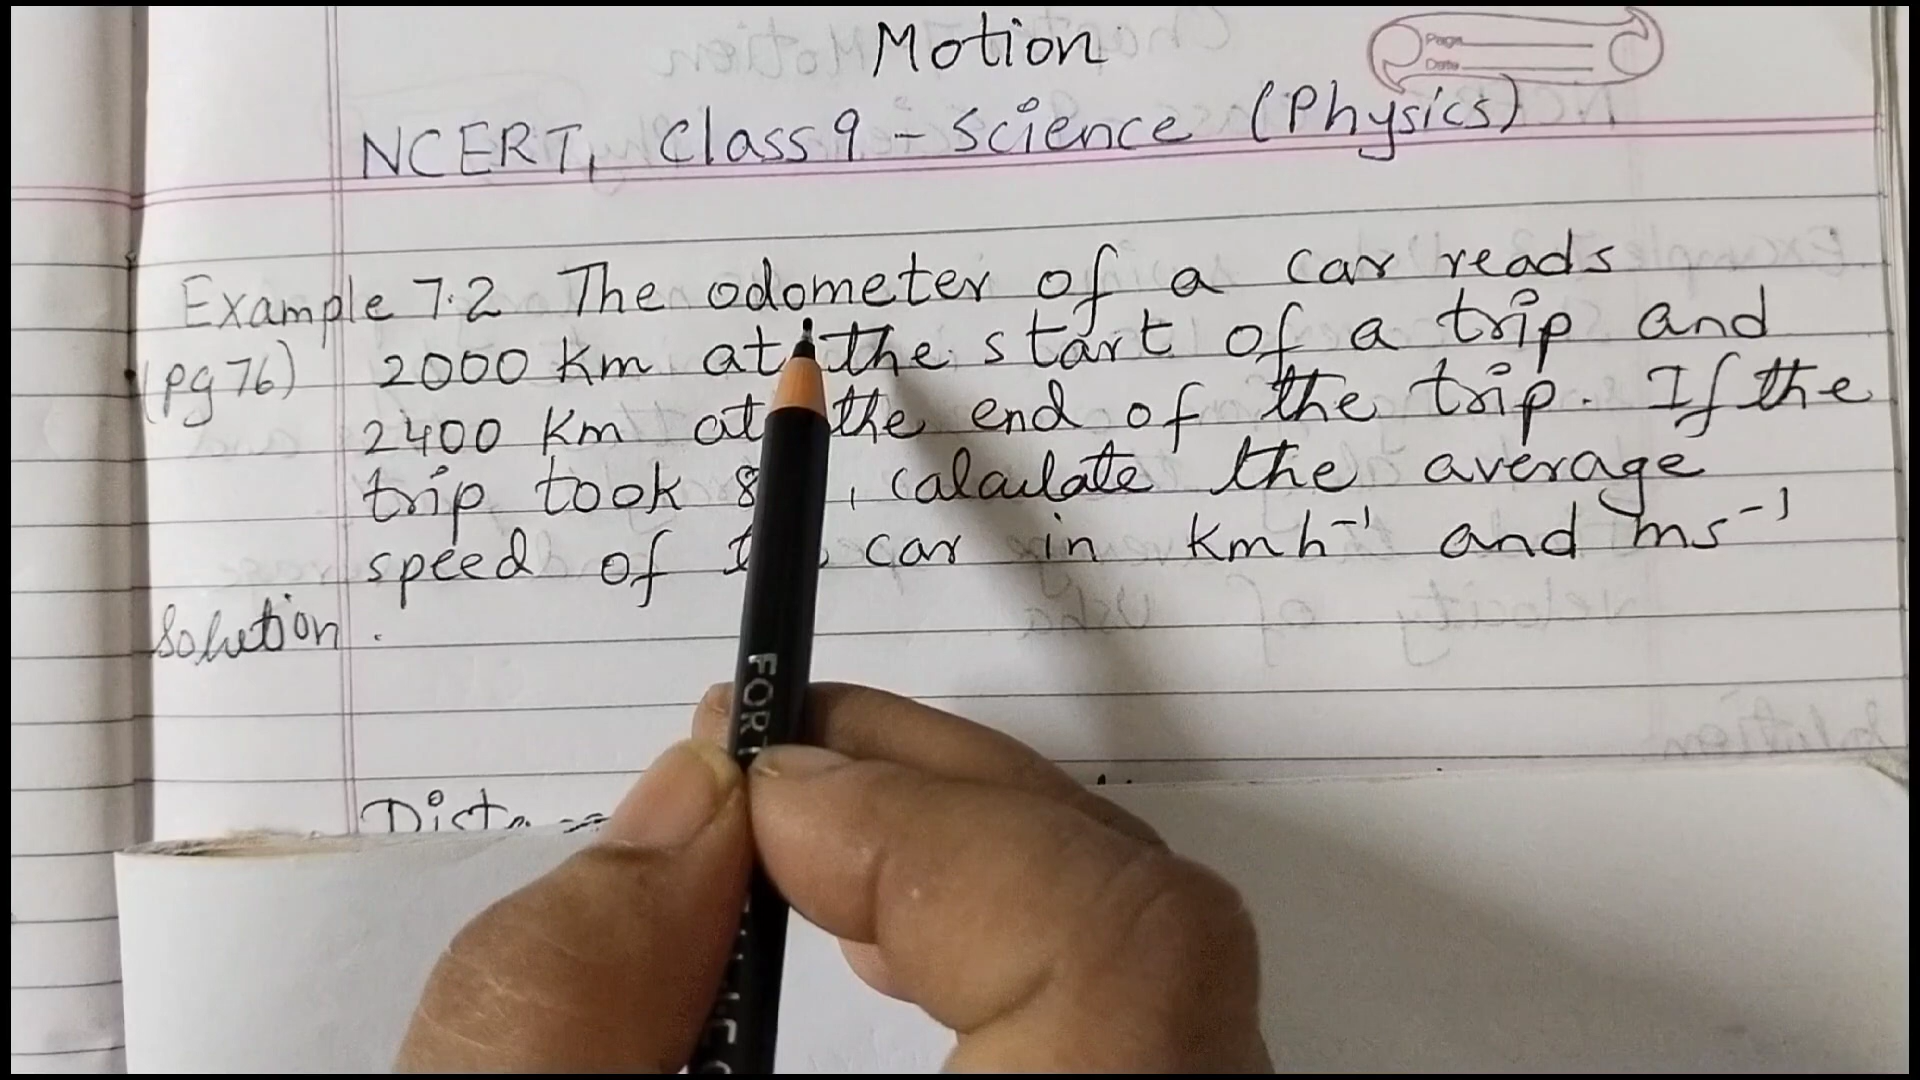 Motion
Page
Date
NCERT, Class 9 - Science (Physics)
Example 7.2 The odometer of a car reads
(pg 76) 2000 km at the start of a trip and
2400 km at the end of the trip. If the
trip took 8 , calculate the average
speed of car in kmh⁻¹ and ms⁻¹
Solution.